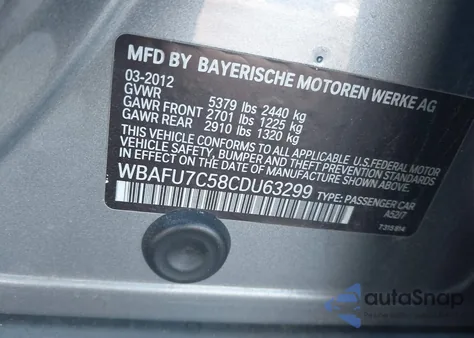 MFD BY BAYERISCHE MOTOREN WERKE AG
03-2012
GVWR 5379 lbs 2440 kg
GAWR FRONT 2701 lbs 1225 kg
GAWR REAR 2910 lbs 1320 kg
THIS VEHICLE CONFORMS TO ALL APPLICABLE U.S.FEDERAL MOTOR
VEHICLE SAFETY, BUMPER AND THEFT PREVENTION STANDARDS IN EFFECT
ON THE DATE OF MANUFACTURE SHOWN ABOVE.
WBAFU7C58CDU63299 TYPE: PASSENGER CAR
A52/7
autoSnap